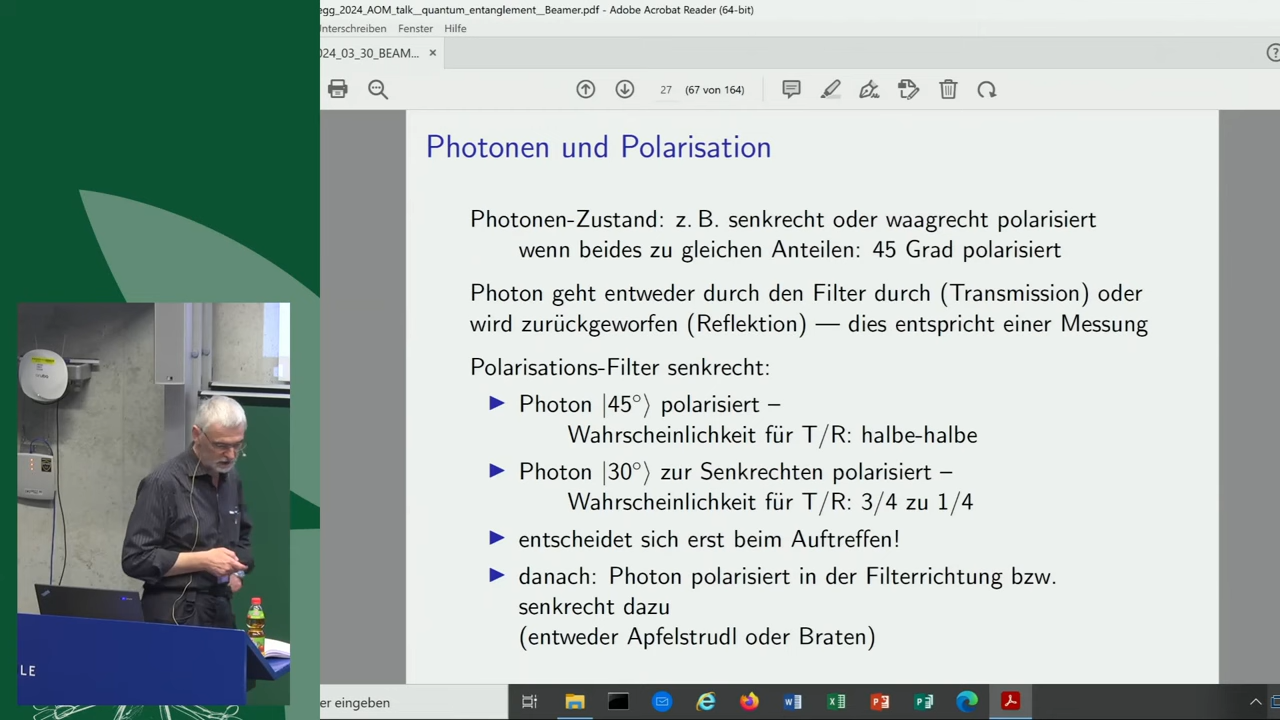 egg_2024_AOM_talk__quantum_entanglement__Beamer.pdf - Adobe Acrobat Reader (64-bit)
nterschreiben Fenster Hilfe
024_03_30_BEAM... ×
27 (67 von 164)
Photonen und Polarisation
Photonen-Zustand: z. B. senkrecht oder waagrecht polarisiert
wenn beides zu gleichen Anteilen: 45 Grad polarisiert
Photon geht entweder durch den Filter durch (Transmission) oder
wird zurückgeworfen (Reflektion) — dies entspricht einer Messung
Polarisations-Filter senkrecht:
▶ Photon |45°⟩ polarisiert –
Wahrscheinlichkeit für T/R: halbe-halbe
▶ Photon |30°⟩ zur Senkrechten polarisiert –
Wahrscheinlichkeit für T/R: 3/4 zu 1/4
▶ entscheidet sich erst beim Auftreffen!
▶ danach: Photon polarisiert in der Filterrichtung bzw.
senkrecht dazu
(entweder Apfelstrudl oder Braten)
LE
er eingeben